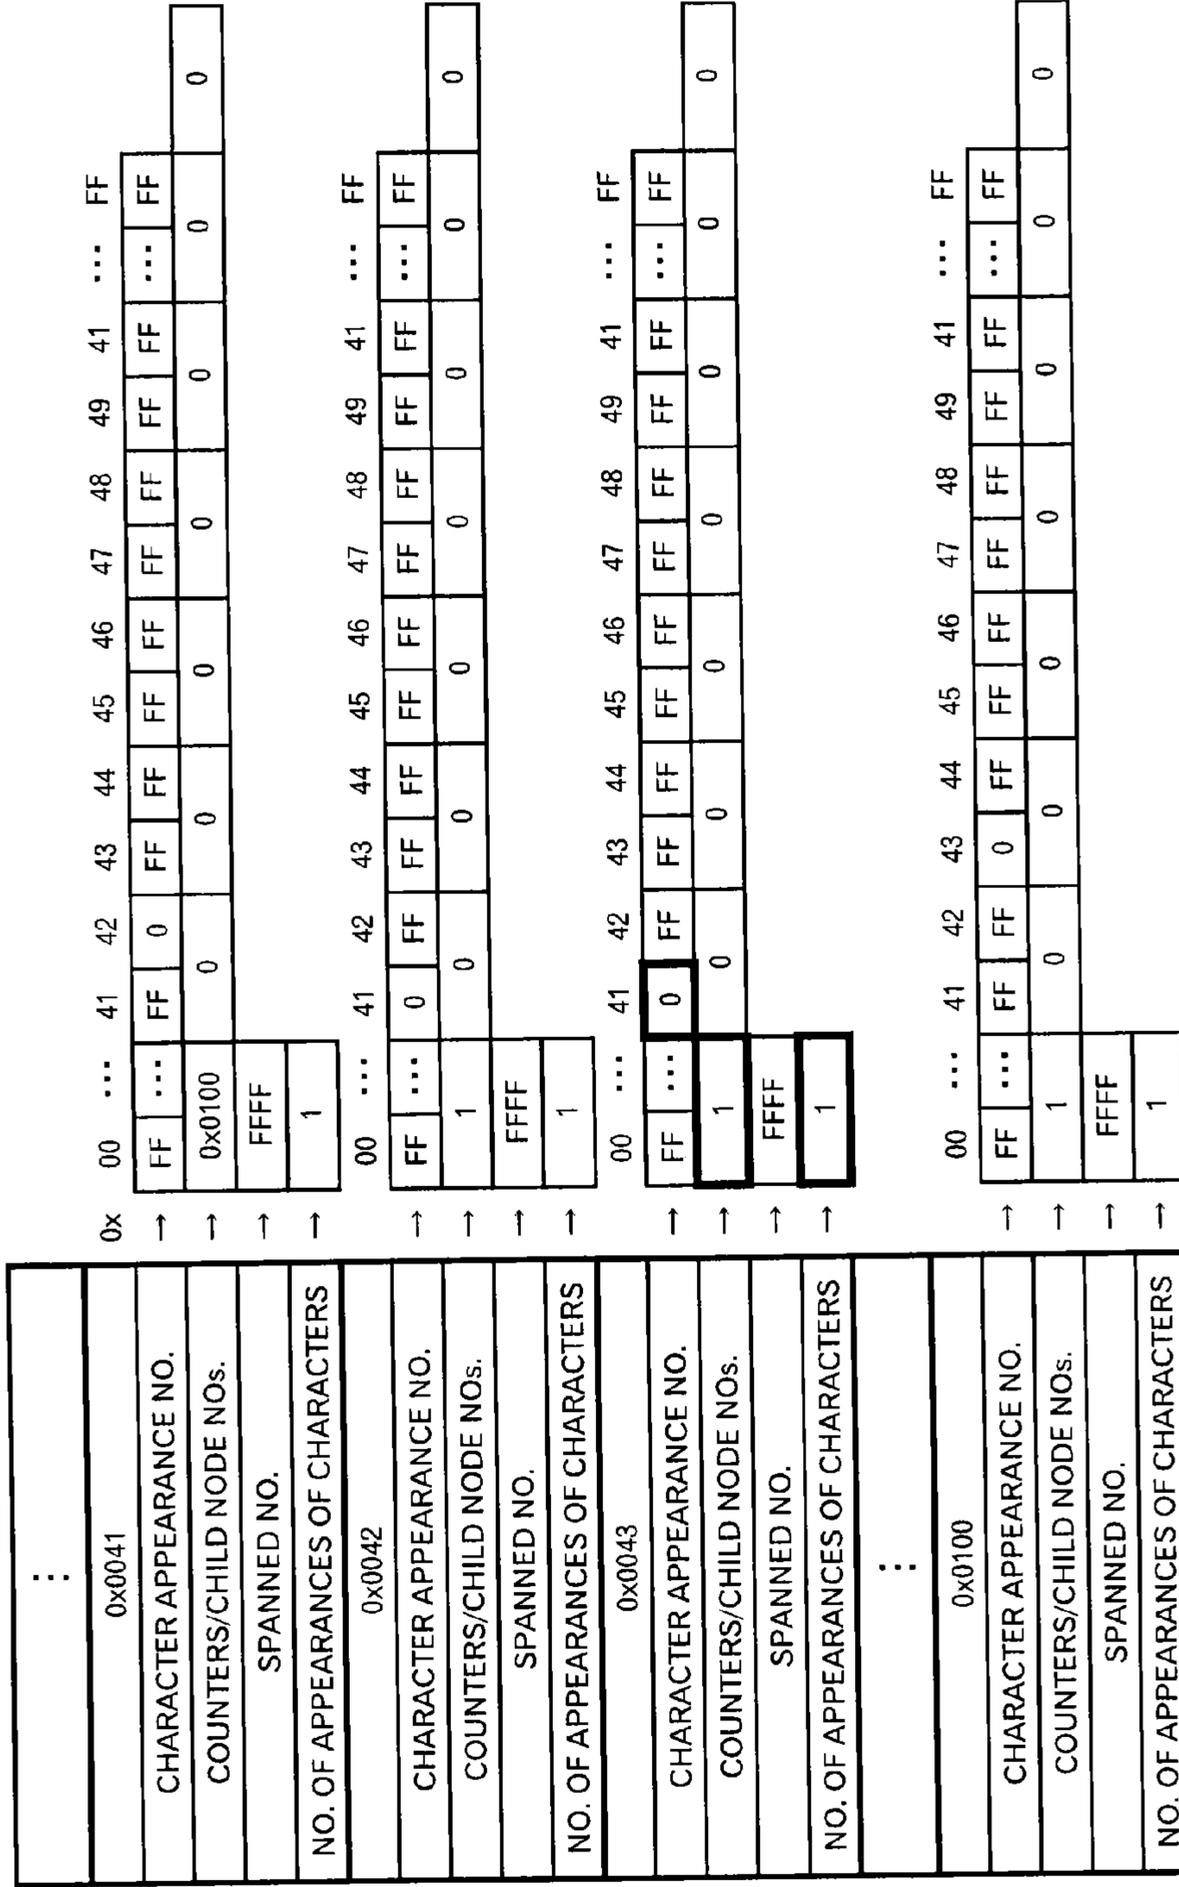 ⋮
0x0041
0x 00 ... 41 42 43 44 45 46 47 48 49 41 ... FF
CHARACTER APPEARANCE NO. → FF ... FF 0 FF FF FF FF FF FF FF FF ... FF
COUNTERS/CHILD NODE NOs. → 0x0100 0 0 0 0 0 0 0
SPANNED NO. → FFFF
NO. OF APPEARANCES OF CHARACTERS → 1
0x0042
00 ... 41 42 43 44 45 46 47 48 49 41 ... FF
CHARACTER APPEARANCE NO. → FF ... 0 FF FF FF FF FF FF FF FF FF ... FF
COUNTERS/CHILD NODE NOs. → 1 0 0 0 0 0 0 0
SPANNED NO. → FFFF
NO. OF APPEARANCES OF CHARACTERS → 1
0x0043
00 ... 41 42 43 44 45 46 47 48 49 41 ... FF
CHARACTER APPEARANCE NO. → FF ... 0 FF FF FF FF FF FF FF FF FF ... FF
COUNTERS/CHILD NODE NOs. → 1 0 0 0 0 0 0 0
SPANNED NO. → FFFF
NO. OF APPEARANCES OF CHARACTERS → 1
⋮
0x0100
00 ... 41 42 43 44 45 46 47 48 49 41 ... FF
CHARACTER APPEARANCE NO. → FF ... FF FF 0 FF FF FF FF FF FF FF ... FF
COUNTERS/CHILD NODE NOs. → 1 0 0 0 0 0 0 0
SPANNED NO. → FFFF
NO. OF APPEARANCES OF CHARACTERS → 1